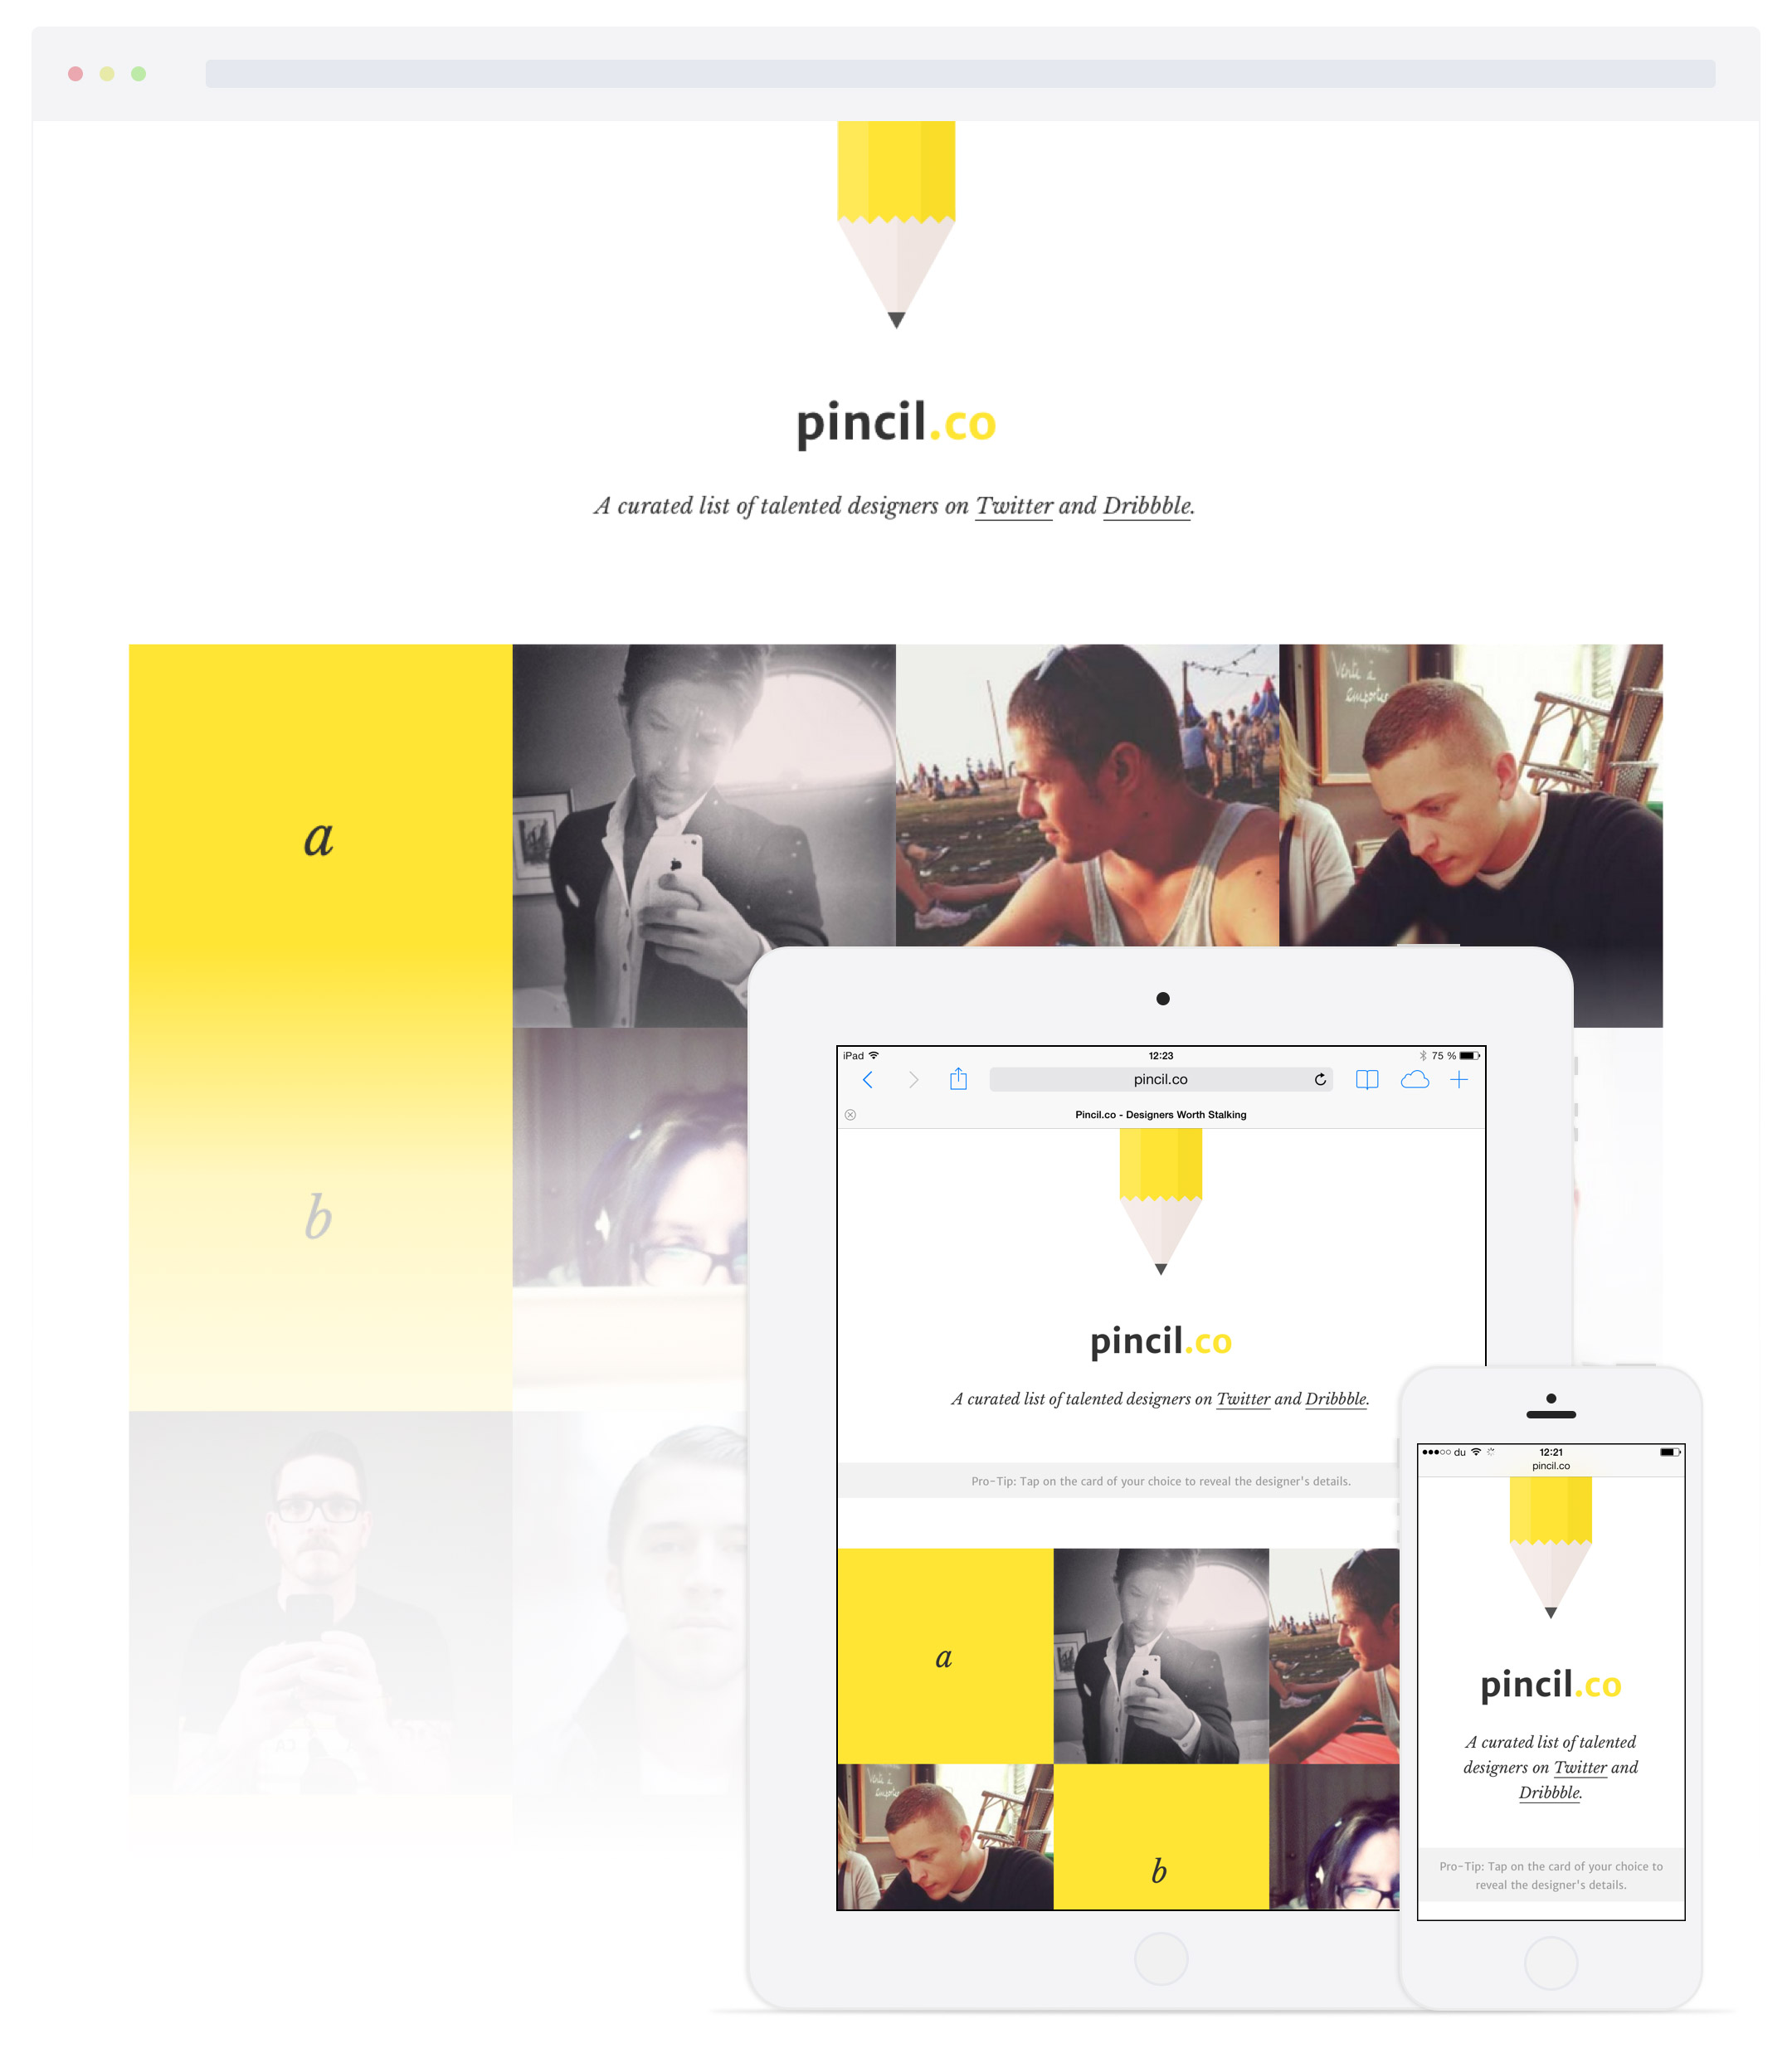 pincil.co
A curated list of talented designers on Twitter and Dribbble.
a
Vente à
emporter
b
iPad
12:23
75 %
pincil.co
Pincil.co - Designers Worth Stalking
pincil.co
A curated list of talented designers on Twitter and Dribbble.
Pro-Tip: Tap on the card of your choice to reveal the designer's details.
a
Vente à
emporter
b
du
12:21
pincil.co
pincil.co
A curated list of talented
designers on Twitter and
Dribbble.
Pro-Tip: Tap on the card of your choice to
reveal the designer's details.